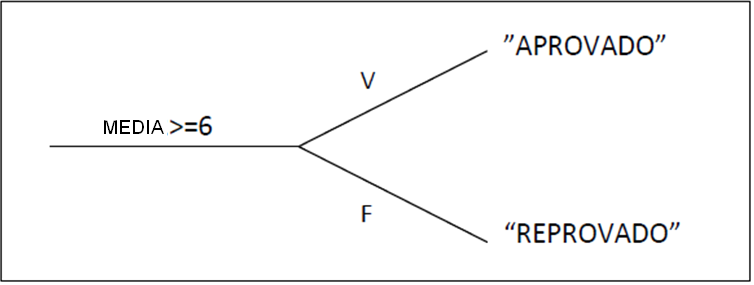 ”APROVADO”
V
MEDIA >=6
F
“REPROVADO”